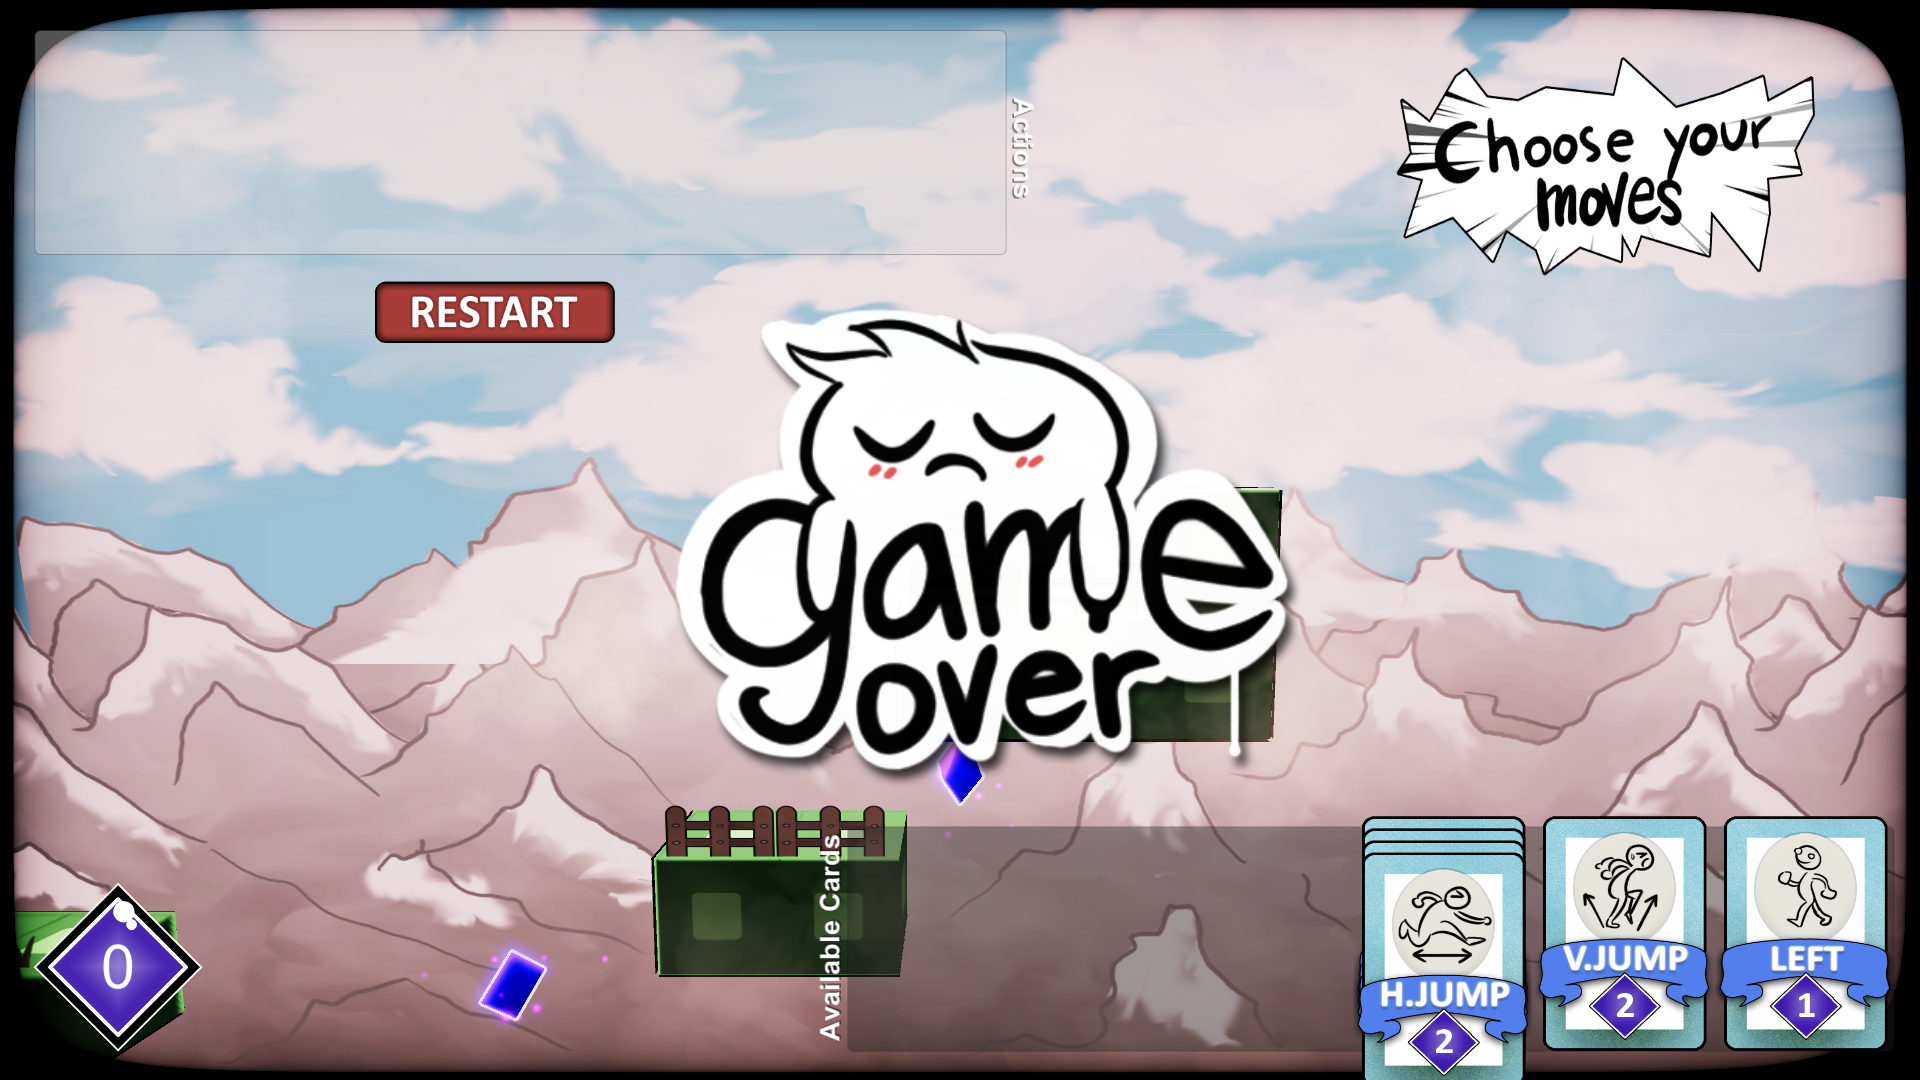 Actions
Choose your
moves
RESTART
game
over
Available Cards
0
H.JUMP
2
V.JUMP
2
LEFT
1